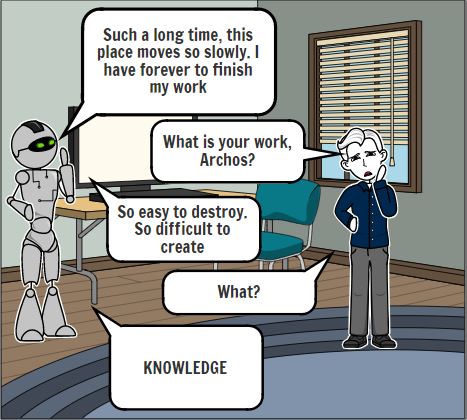 Such a long time, this
place moves so slowly. I
have forever to finish
my work
What is your work,
Archos?
So easy to destroy.
So difficult to
create
What?
KNOWLEDGE